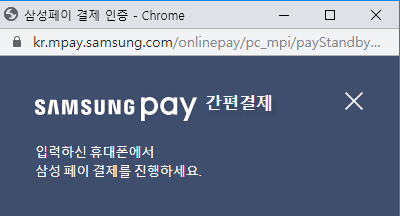 삼성페이 결제 인증 - Chrome
kr.mpay.samsung.com/onlinepay/pc_mpi/payStandby...
SAMSUNG pay 간편결제
입력하신 휴대폰에서
삼성 페이 결제를 진행하세요.